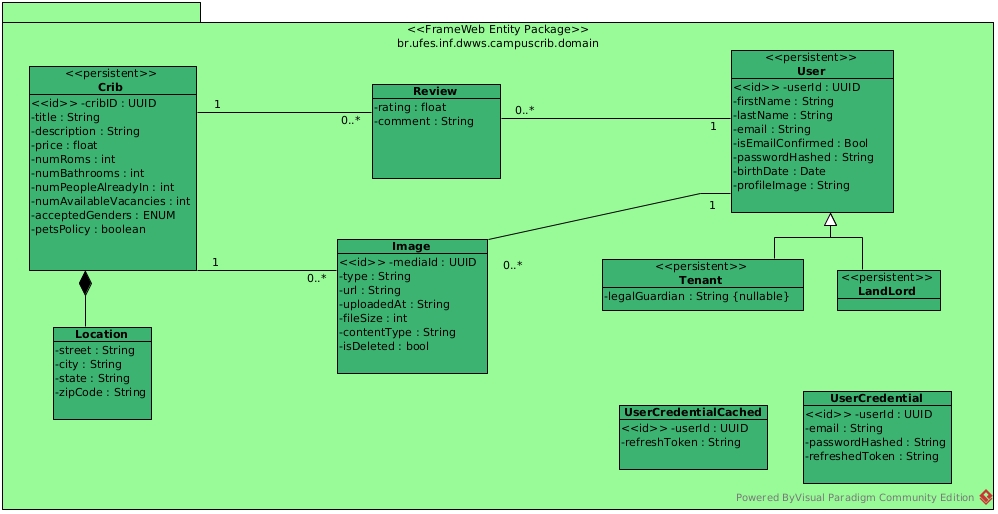 <<FrameWeb Entity Package>>
br.ufes.inf.dwws.campuscrib.domain
<<persistent>>
Crib
<<id>> -cribID : UUID
-title : String
-description : String
-price : float
-numRoms : int
-numBathrooms : int
-numPeopleAlreadyIn : int
-numAvailableVacancies : int
-acceptedGenders : ENUM
-petsPolicy : boolean
1
0..*
Review
-rating : float
-comment : String
0..*
1
<<persistent>>
User
<<id>> -userId : UUID
-firstName : String
-lastName : String
-email : String
-isEmailConfirmed : Bool
-passwordHashed : String
-birthDate : Date
-profileImage : String
1
0..*
1
0..*
Image
<<id>> -mediaId : UUID
-type : String
-url : String
-uploadedAt : String
-fileSize : int
-contentType : String
-isDeleted : bool
<<persistent>>
Tenant
-legalGuardian : String {nullable}
<<persistent>>
LandLord
Location
-street : String
-city : String
-state : String
-zipCode : String
UserCredentialCached
<<id>> -userId : UUID
-refreshToken : String
UserCredential
<<id>> -userId : UUID
-email : String
-passwordHashed : String
-refreshedToken : String
Powered ByVisual Paradigm Community Edition